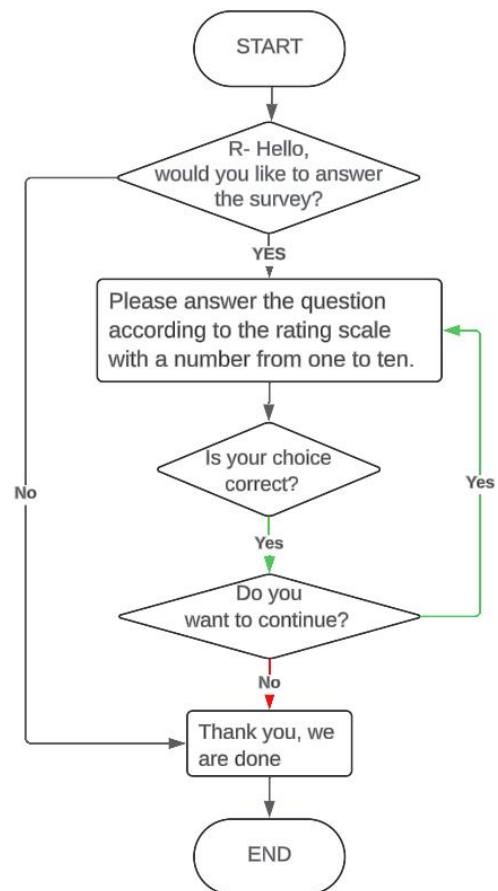 START
R- Hello,
would you like to answer
the survey?
YES
Please answer the question
according to the rating scale
with a number from one to ten.
Is your choice
correct?
No
Yes
Yes
Do you
want to continue?
No
Thank you, we
are done
END